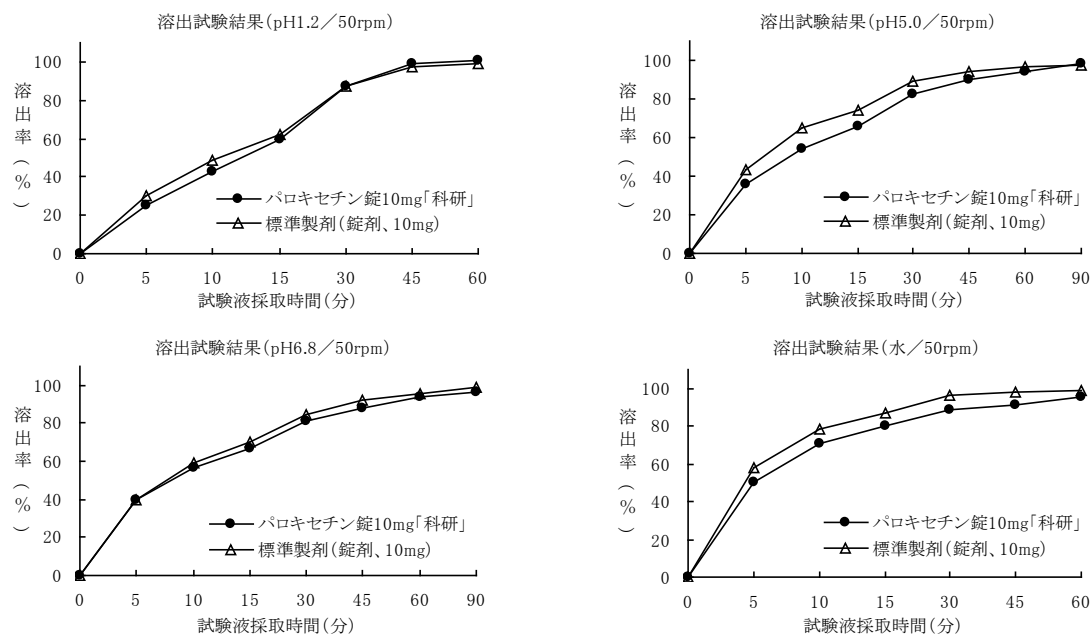 溶出試験結果(pH1.2/50rpm)
溶出率(%)
100
80
60
40
20
0
パロキセチン錠10mg「科研」
標準製剤(錠剤、10mg)
0 5 10 15 30 45 60
試験液採取時間(分)
溶出試験結果(pH5.0/50rpm)
溶出率(%)
100
80
60
40
20
0
パロキセチン錠10mg「科研」
標準製剤(錠剤、10mg)
0 5 10 15 30 45 60 90
試験液採取時間(分)
溶出試験結果(pH6.8/50rpm)
溶出率(%)
100
80
60
40
20
0
パロキセチン錠10mg「科研」
標準製剤(錠剤、10mg)
0 5 10 15 30 45 60 90
試験液採取時間(分)
溶出試験結果(水/50rpm)
溶出率(%)
100
80
60
40
20
0
パロキセチン錠10mg「科研」
標準製剤(錠剤、10mg)
0 5 10 15 30 45 60
試験液採取時間(分)